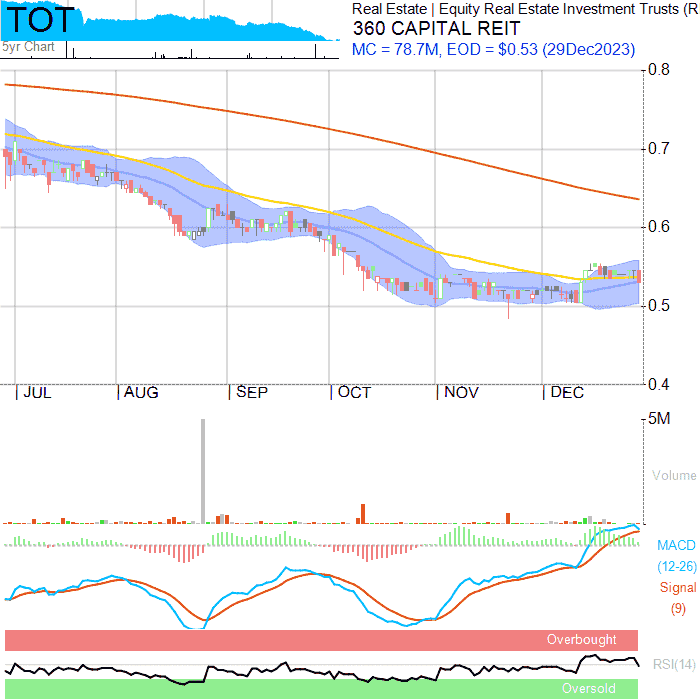 TOT
5yr Chart
Real Estate | Equity Real Estate Investment Trusts (R
360 CAPITAL REIT
MC = 78.7M, EOD = $0.53 (29Dec2023)
0.8
0.7
0.6
0.5
0.4
JUL AUG SEP OCT NOV DEC
5M
Volume
MACD
(12-26)
Signal
(9)
Overbought
RSI(14)
Oversold